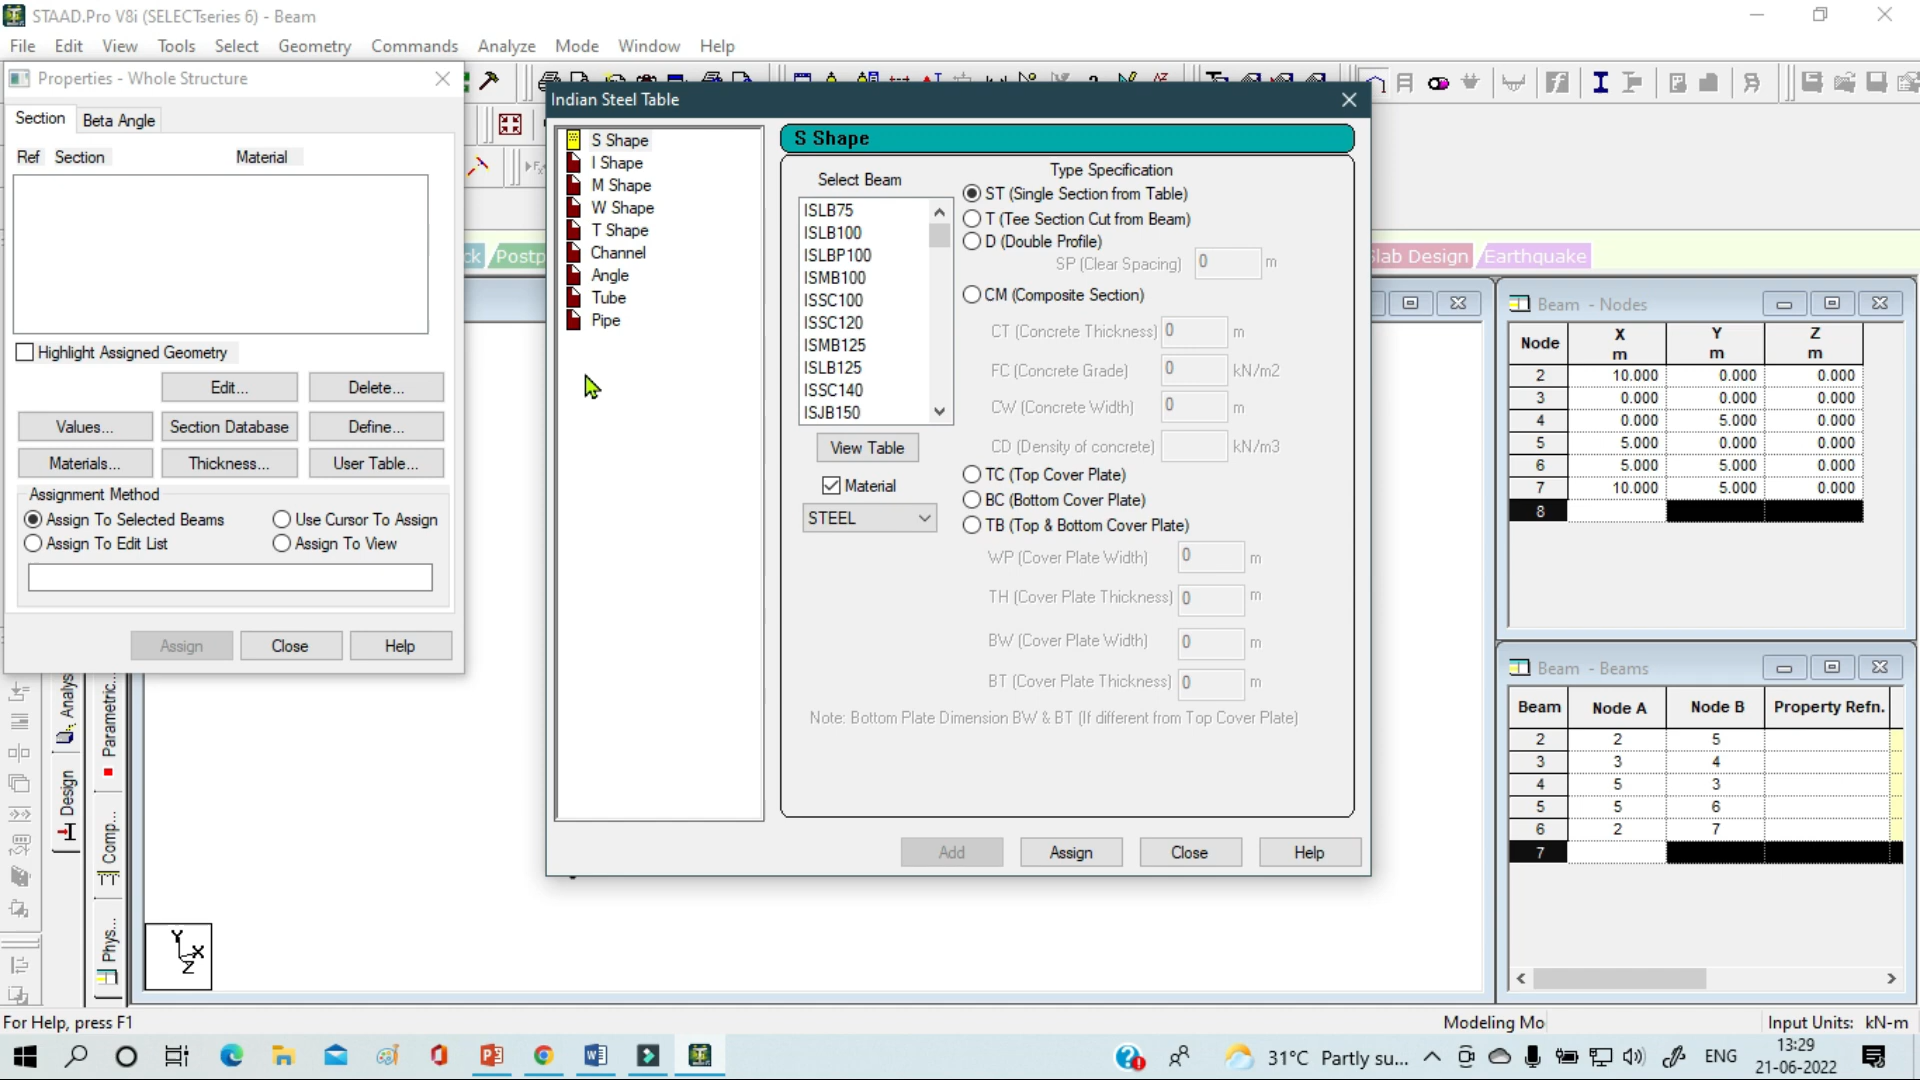 STAAD.Pro V8i (SELECTseries 6) - Beam
File Edit View Tools Select Geometry Commands Analyze Mode Window Help
Properties - Whole Structure
Section Beta Angle
Ref Section Material
Highlight Assigned Geometry
Edit... Delete...
Values... Section Database Define...
Materials... Thickness... User Table...
Assignment Method
Assign To Selected Beams Use Cursor To Assign
Assign To Edit List Assign To View
Assign Close Help
Indian Steel Table
S Shape
I Shape
M Shape
W Shape
T Shape
Channel
Angle
Tube
Pipe
S Shape
Select Beam
ISLB75
ISLB100
ISLBP100
ISMB100
ISSC100
ISSC120
ISMB125
ISLB125
ISSC140
ISJB150
View Table
Material
STEEL
Type Specification
ST (Single Section from Table)
T (Tee Section Cut from Beam)
D (Double Profile)
SP (Clear Spacing) 0 m
CM (Composite Section)
CT (Concrete Thickness) 0 m
FC (Concrete Grade) 0 kN/m2
CW (Concrete Width) 0 m
CD (Density of concrete) kN/m3
TC (Top Cover Plate)
BC (Bottom Cover Plate)
TB (Top & Bottom Cover Plate)
WP (Cover Plate Width) 0 m
TH (Cover Plate Thickness) 0 m
BW (Cover Plate Width) 0 m
BT (Cover Plate Thickness) 0 m
Note: Bottom Plate Dimension BW & BT (If different from Top Cover Plate)
Add Assign Close Help
ck Postp
lab Design Earthquake
Beam - Nodes
Node X m Y m Z m
2 10.000 0.000 0.000
3 0.000 0.000 0.000
4 0.000 5.000 0.000
5 5.000 0.000 0.000
6 5.000 5.000 0.000
7 10.000 5.000 0.000
8
Beam - Beams
Beam Node A Node B Property Refn.
2 2 5
3 3 4
4 5 3
5 5 6
6 2 7
7
Analys
Design
Parametric...
Comp...
Phys...
Y
X
Z
For Help, press F1
Modeling Mo
Input Units: kN-m
31°C Partly su...
ENG
13:29
21-06-2022